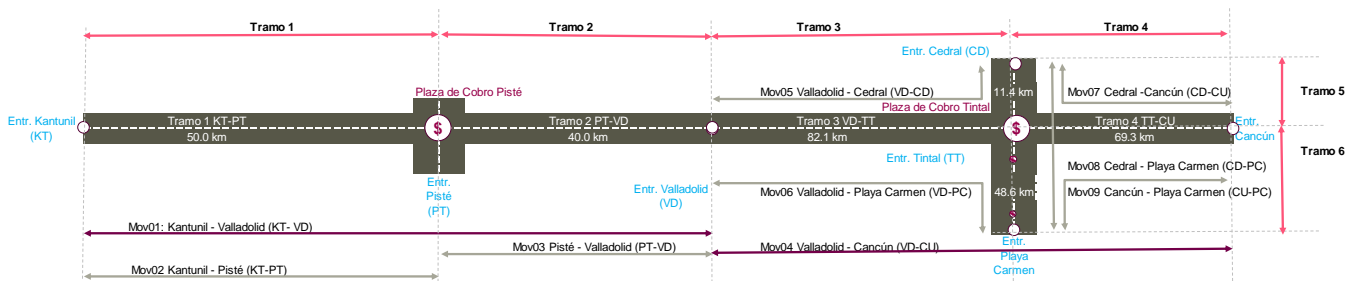 Tramo 1
Tramo 2
Tramo 3
Tramo 4
Entr. Cedral (CD)
Mov05 Valladolid - Cedral (VD-CD)
11.4 km
Mov07 Cedral -Cancún (CD-CU)
Tramo 5
Plaza de Cobro Pisté
Plaza de Cobro Tintal
Entr. Kantunil
(KT)
Tramo 1 KT-PT
50.0 km
$
Tramo 2 PT-VD
40.0 km
Tramo 3 VD-TT
82.1 km
$
Tramo 4 TT-CU
69.3 km
Entr.
Cancún
Tramo 6
Entr. Tintal (TT)
Mov08 Cedral - Playa Carmen (CD-PC)
Entr.
Pisté
(PT)
Entr. Valladolid
(VD)
Mov06 Valladolid - Playa Carmen (VD-PC)
48.6 km
Mov09 Cancún - Playa Carmen (CU-PC)
Mov01: Kantunil - Valladolid (KT- VD)
Mov03 Pisté - Valladolid (PT-VD)
Mov04 Valladolid - Cancún (VD-CU)
Entr.
Playa
Carmen
Mov02 Kantunil - Pisté (KT-PT)